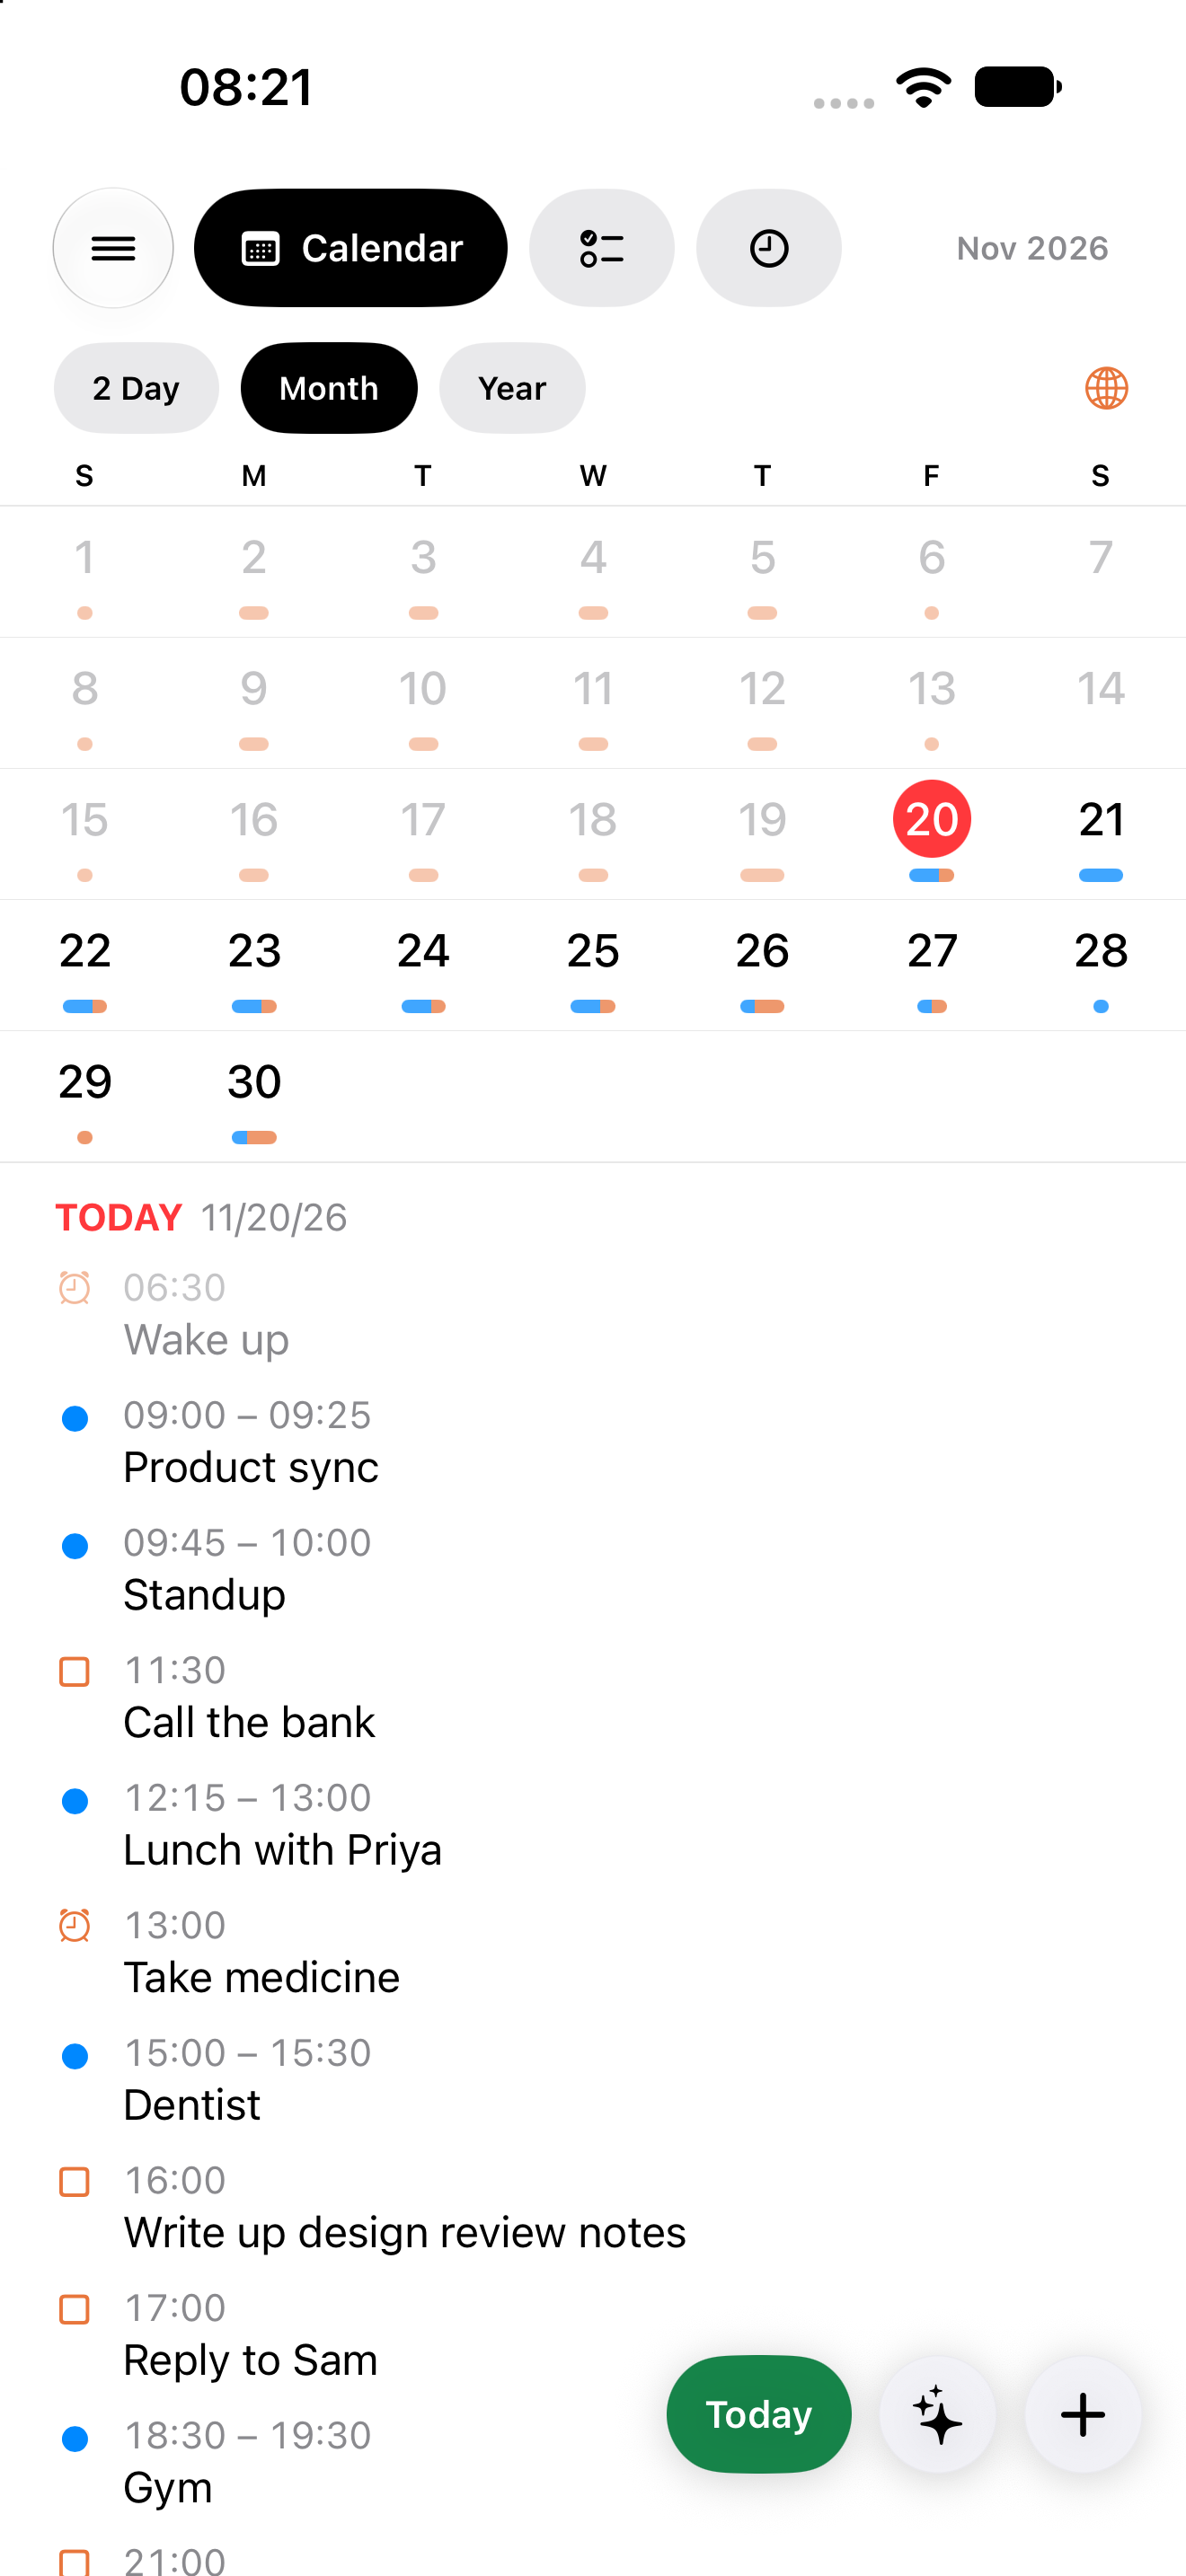 08:21
Calendar
Nov 2026
2 Day Month Year
S M T W T F S
1 2 3 4 5 6 7
8 9 10 11 12 13 14
15 16 17 18 19 20 21
22 23 24 25 26 27 28
29 30
TODAY 11/20/26
06:30
Wake up
09:00 – 09:25
Product sync
09:45 – 10:00
Standup
11:30
Call the bank
12:15 – 13:00
Lunch with Priya
13:00
Take medicine
15:00 – 15:30
Dentist
16:00
Write up design review notes
17:00
Reply to Sam
Today
18:30 – 19:30
Gym
21:00